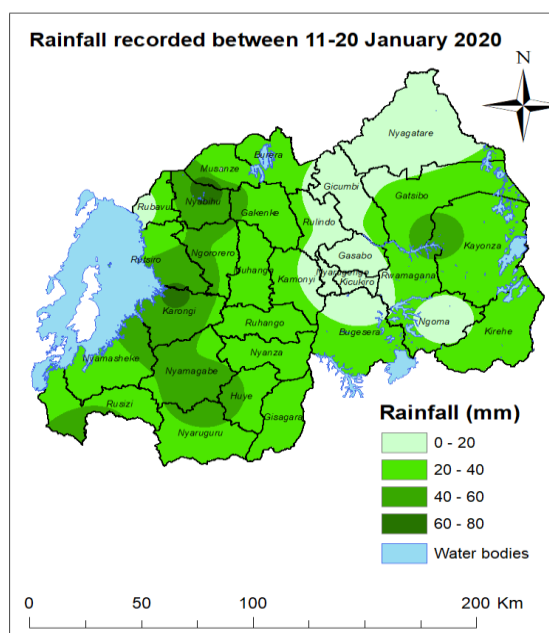 Rainfall recorded between 11-20 January 2020
N
Nyagatare
Burera
Musanze
Gicumbi
Nyabihu
Gatsibo
Rubavu
Gakenke
Rulindo
Kayonza
Gasabo
Rutsiro
Ngororero
Muhanga
Nyarugenge
Kicukiro
Rwamagana
Kamonyi
Karongi
Ngoma
Ruhango
Bugesera
Kirehe
Nyanza
Nyamasheke
Nyamagabe
Huye
Rusizi
Gisagara
Nyaruguru
Rainfall (mm)
0 - 20
20 - 40
40 - 60
60 - 80
Water bodies
0 50 100 200 Km